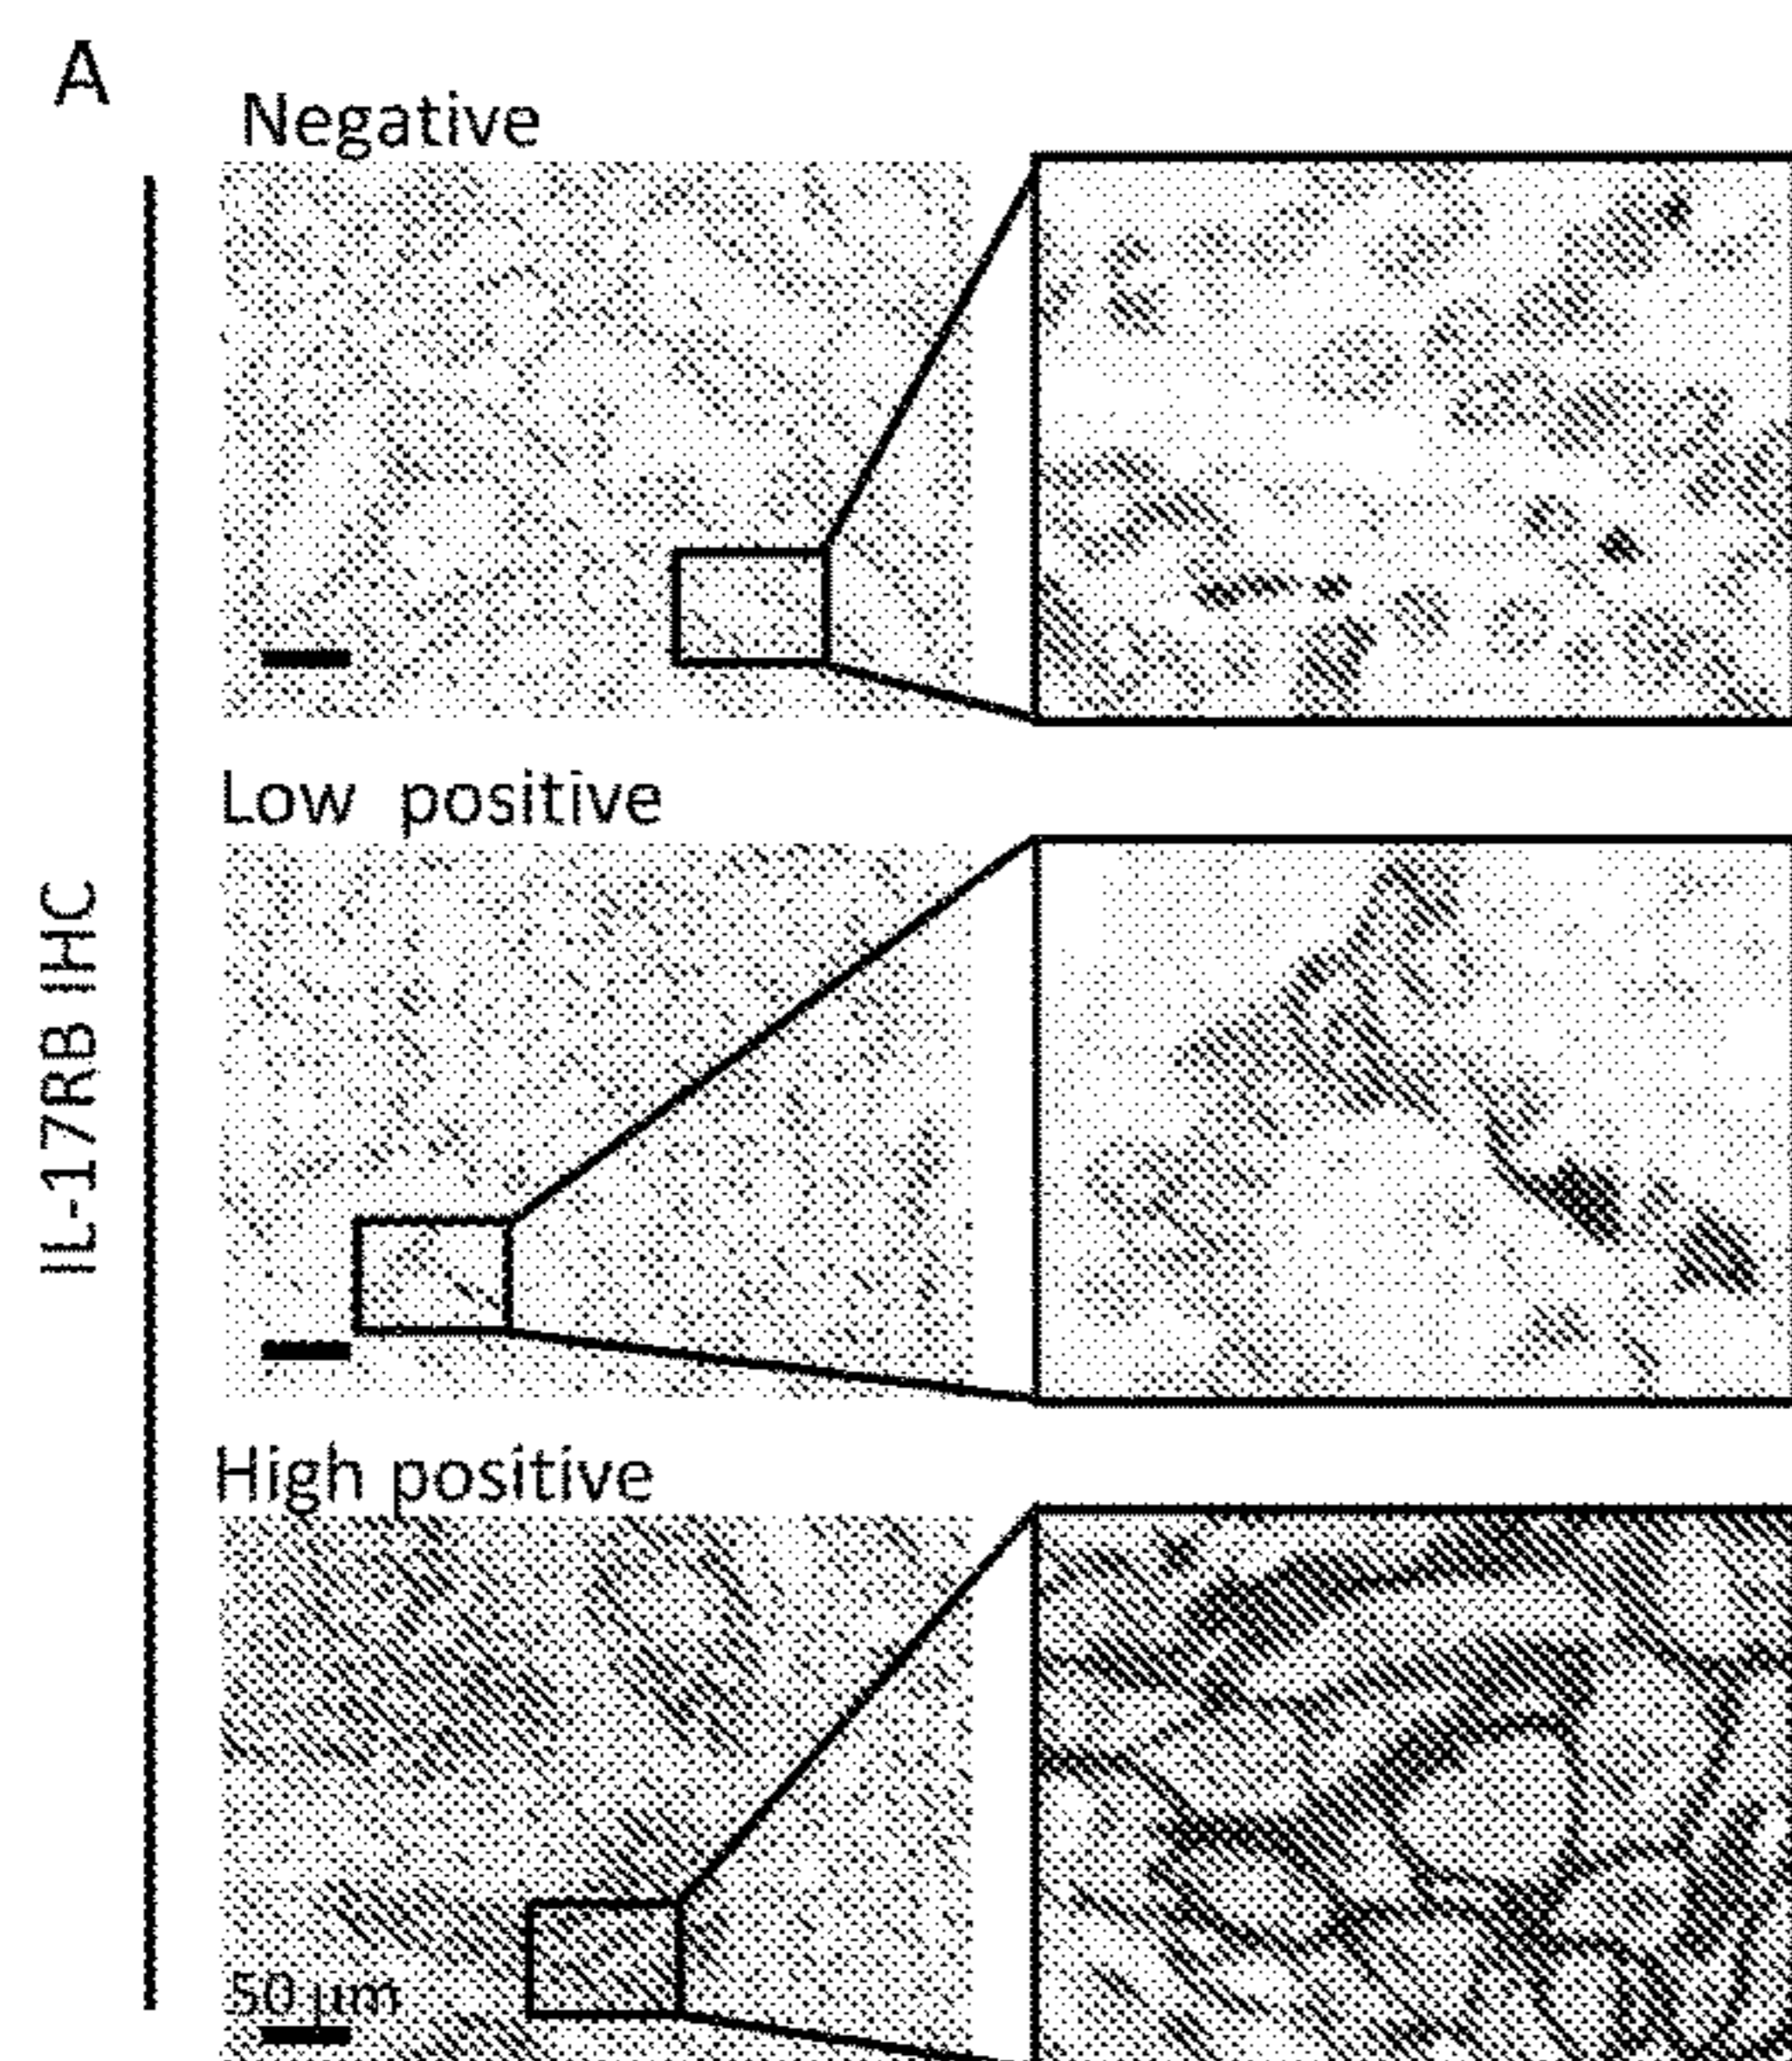 A
Negative
Low positive
IL-17RB IHC
High positive
50 µm